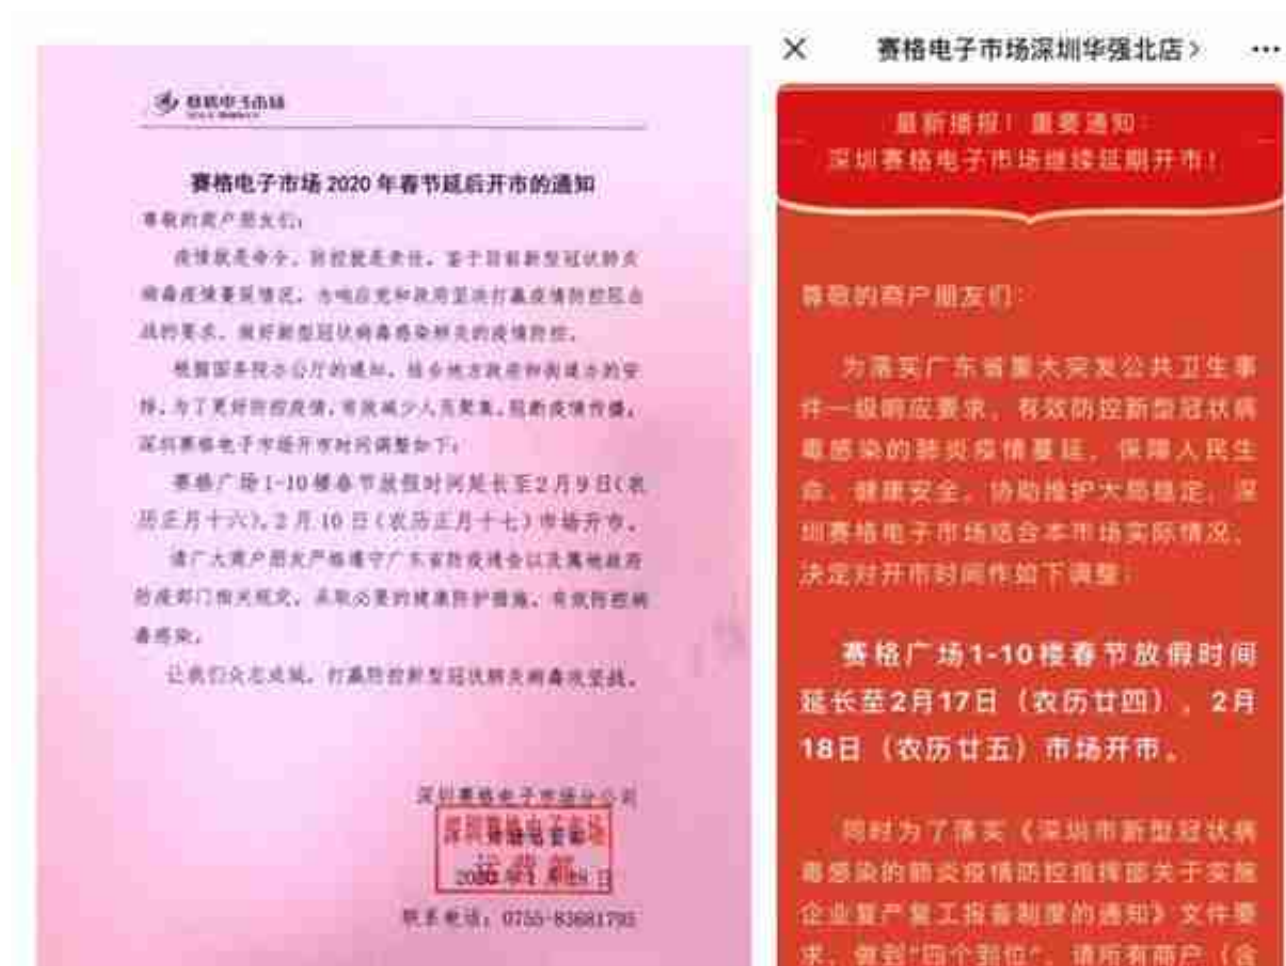 赛格电子市场
赛格电子市场 2020 年春节延后开市的通知
尊敬的商户朋友们：
疫情就是命令，防控就是责任。鉴于目前新型冠状肺炎
病毒疫情蔓延情况，为响应党和政府坚决打赢疫情防控阻击
战的要求，做好新型冠状病毒感染肺炎的疫情防控。
根据国务院办公厅的通知，结合地方政府和街道办的安
排，为了更好防控疫情，有效减少人员聚集，阻断疫情传播，
深圳赛格电子市场开市时间调整如下：
赛格广场 1-10 楼春节放假时间延长至 2 月 9 日（农
历正月十六），2 月 10 日（农历正月十七）市场开市。
请广大商户朋友严格遵守广东省防疫指令以及属地政府
防疫部门相关规定，采取必要的健康防护措施，有效防控病
毒感染。
让我们众志成城，打赢防控新型冠状肺炎病毒攻坚战。
深圳赛格电子市场分公司
深圳赛格电子市场
运营部
联系电话：0755-83681795
赛格电子市场深圳华强北店
最新播报！重要通知
深圳赛格电子市场继续延期开市！
尊敬的商户朋友们：
为落实广东省重大突发公共卫生事
件一级响应要求，有效防控新型冠状病
毒感染的肺炎疫情蔓延，保障人民生
命、健康安全，协助维护大局稳定，深
圳赛格电子市场结合本市场实际情况，
决定对开市时间作如下调整：
赛格广场1-10楼春节放假时间
延长至2月17日（农历廿四），2月
18日（农历廿五）市场开市。
同时为了落实《深圳市新型冠状病
毒感染的肺炎疫情防控指挥部关于实施
企业复产复工报备制度的通知》文件要
求，做到“四个到位”，请所有商户（含